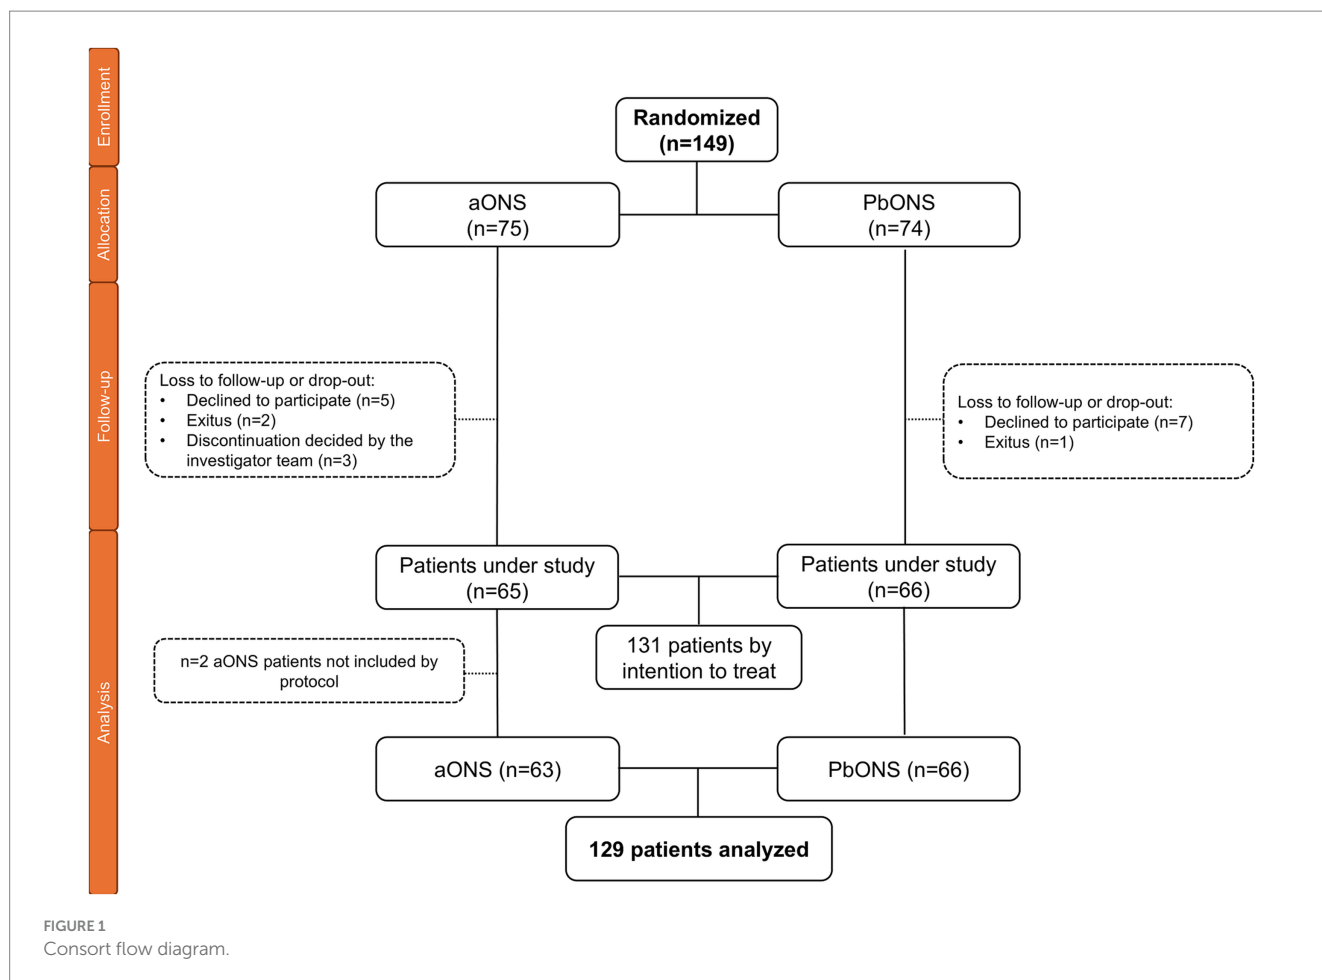 Enrollment
Randomized
(n=149)
Allocation
aONS
(n=75)
PbONS
(n=74)
Follow-up
Loss to follow-up or drop-out:
• Declined to participate (n=5)
• Exitus (n=2)
• Discontinuation decided by the
investigator team (n=3)
Loss to follow-up or drop-out:
• Declined to participate (n=7)
• Exitus (n=1)
Analysis
Patients under study
(n=65)
Patients under study
(n=66)
131 patients by
intention to treat
n=2 aONS patients not included by
protocol
aONS (n=63)
PbONS (n=66)
129 patients analyzed
FIGURE 1
Consort flow diagram.